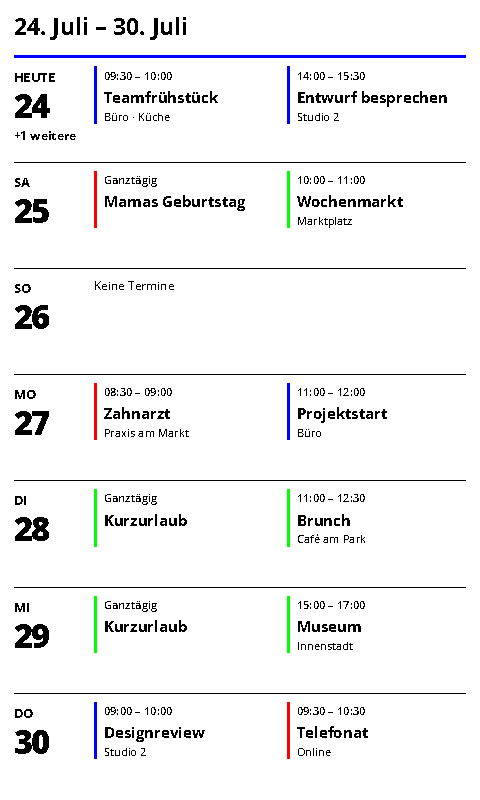 24. Juli – 30. Juli
HEUTE
24
+1 weitere
09:30 – 10:00
Teamfrühstück
Büro · Küche
14:00 – 15:30
Entwurf besprechen
Studio 2
SA
25
Ganztägig
Mamas Geburtstag
10:00 – 11:00
Wochenmarkt
Marktplatz
SO
26
Keine Termine
MO
27
08:30 – 09:00
Zahnarzt
Praxis am Markt
11:00 – 12:00
Projektstart
Büro
DI
28
Ganztägig
Kurzurlaub
11:00 – 12:30
Brunch
Café am Park
MI
29
Ganztägig
Kurzurlaub
15:00 – 17:00
Museum
Innenstadt
DO
30
09:00 – 10:00
Designreview
Studio 2
09:30 – 10:30
Telefonat
Online